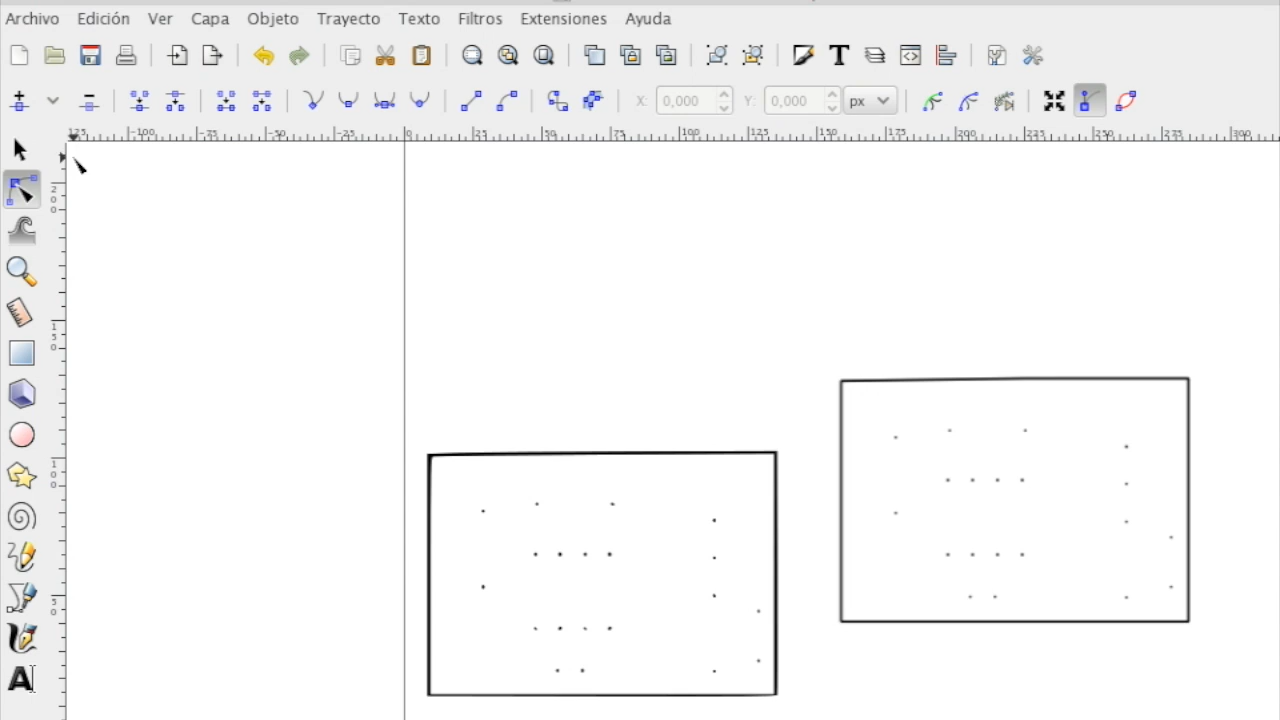 Archivo Edición Ver Capa Objeto Trayecto Texto Filtros Extensiones Ayuda
X: 0,000 Y: 0,000 px